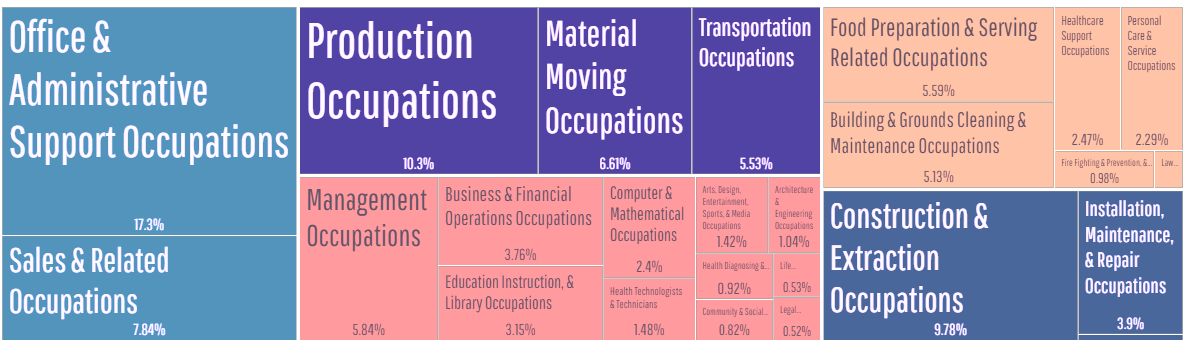 Office &
Administrative
Support Occupations
17.3%
Sales & Related
Occupations
7.84%
Production
Occupations
10.3%
Material
Moving
Occupations
6.61%
Transportation
Occupations
5.53%
Management
Occupations
5.84%
Business & Financial
Operations Occupations
3.76%
Education Instruction, &
Library Occupations
3.15%
Computer &
Mathematical
Occupations
2.4%
Health Technologists
& Technicians
1.48%
Arts, Design,
Entertainment,
Sports, & Media
Occupations
1.42%
Architecture
&
Engineering
Occupations
1.04%
Health Diagnosing &...
0.92%
Life...
0.53%
Community & Social...
0.82%
Legal...
0.52%
Food Preparation & Serving
Related Occupations
5.59%
Building & Grounds Cleaning &
Maintenance Occupations
5.13%
Healthcare
Support
Occupations
2.47%
Personal
Care &
Service
Occupations
2.29%
Fire Fighting & Prevention, &...
0.98%
Law...
Construction &
Extraction
Occupations
9.78%
Installation,
Maintenance,
& Repair
Occupations
3.9%